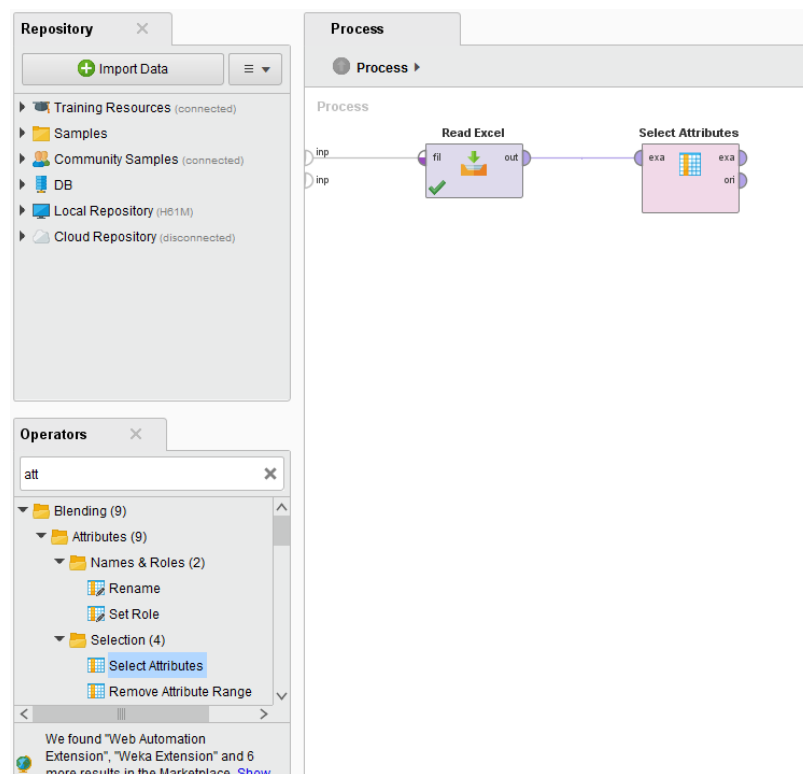 Repository
Import Data
Training Resources (connected)
Samples
Community Samples (connected)
DB
Local Repository (H61M)
Cloud Repository (disconnected)
Operators
att
Blending (9)
Attributes (9)
Names & Roles (2)
Rename
Set Role
Selection (4)
Select Attributes
Remove Attribute Range
We found "Web Automation
Extension", "Weka Extension" and 6
more results in the Marketplace. Show
Process
Process
Process
Read Excel
Select Attributes
inp
fil
out
exa
exa
inp
ori